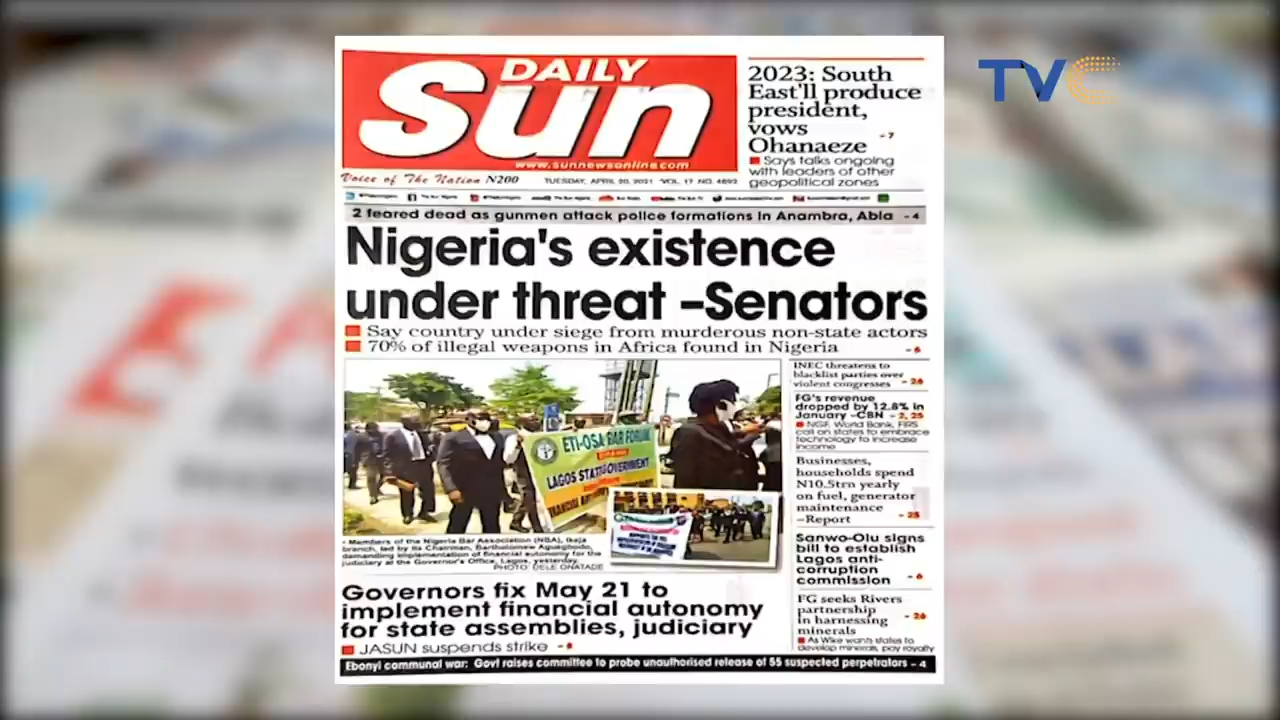 TVC
DAILY
Sun
www.sunnewsonline.com
Voice of The Nation N200
TUESDAY, APRIL 20, 2021 VOL. 17 NO. 4692
2023: South
East'll produce
president,
vows
Ohanaeze - 7
Says talks ongoing
with leaders of other
geopolitical zones
2 feared dead as gunmen attack police formations in Anambra, Abia - 4
Nigeria's existence
under threat –Senators
Say country under siege from murderous non-state actors
70% of illegal weapons in Africa found in Nigeria - 6
ETI-OSA BAR FORUM
LAGOS STATE GOVERNMENT
• Members of the Nigeria Bar Association (NBA), Ikeja
branch, led by its Chairman, Bartholomew Aguegbodo,
demanding implementation of financial autonomy for the
judiciary at the Governor's Office, Lagos, yesterday.
PHOTO: DELE ONATADE
Governors fix May 21 to
implement financial autonomy
for state assemblies, judiciary
JASUN suspends strike
INEC threatens to
blacklist parties over
violent congresses - 26
FG's revenue
dropped by 12.8% in
January -CBN - 2, 25
NGF, World Bank, FIRS
call on states to embrace
technology to increase
income
Businesses,
households spend
N10.5trn yearly
on fuel, generator
maintenance
–Report - 25
Sanwo-Olu signs
bill to establish
Lagos anti-
corruption
commission - 6
FG seeks Rivers
partnership
in harnessing
minerals - 26
As Wike wants states to
develop minerals, pay royalty
Ebonyi communal war: Govt raises committee to probe unauthorised release of 55 suspected perpetrators - 4